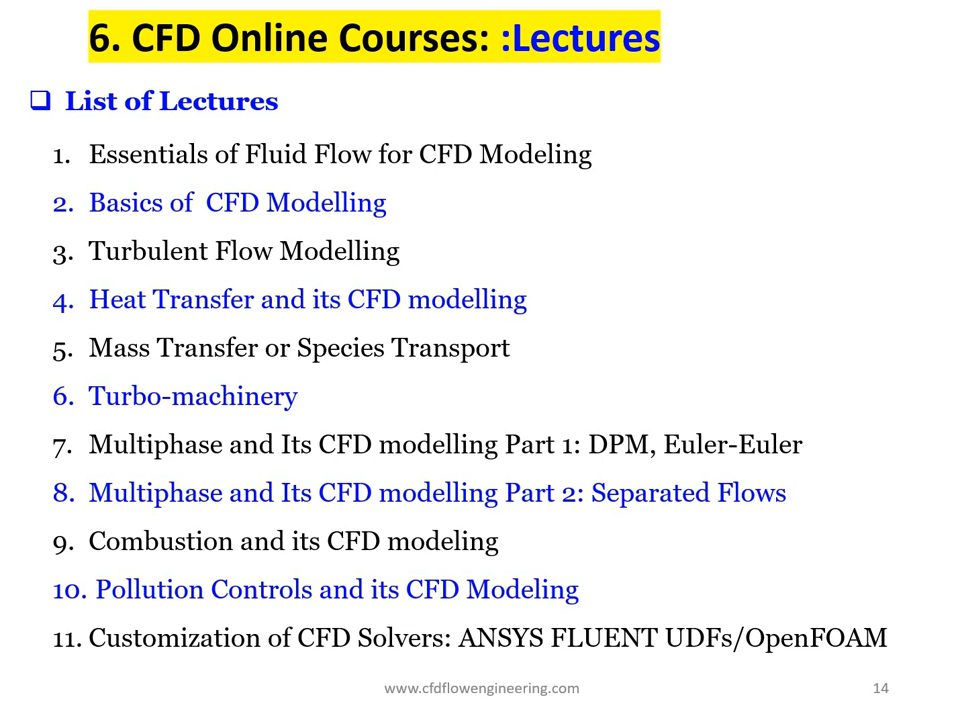 6. CFD Online Courses: :Lectures
❑ List of Lectures
1. Essentials of Fluid Flow for CFD Modeling
2. Basics of CFD Modelling
3. Turbulent Flow Modelling
4. Heat Transfer and its CFD modelling
5. Mass Transfer or Species Transport
6. Turbo-machinery
7. Multiphase and Its CFD modelling Part 1: DPM, Euler-Euler
8. Multiphase and Its CFD modelling Part 2: Separated Flows
9. Combustion and its CFD modeling
10. Pollution Controls and its CFD Modeling
11. Customization of CFD Solvers: ANSYS FLUENT UDFs/OpenFOAM
www.cfdflowengineering.com 14